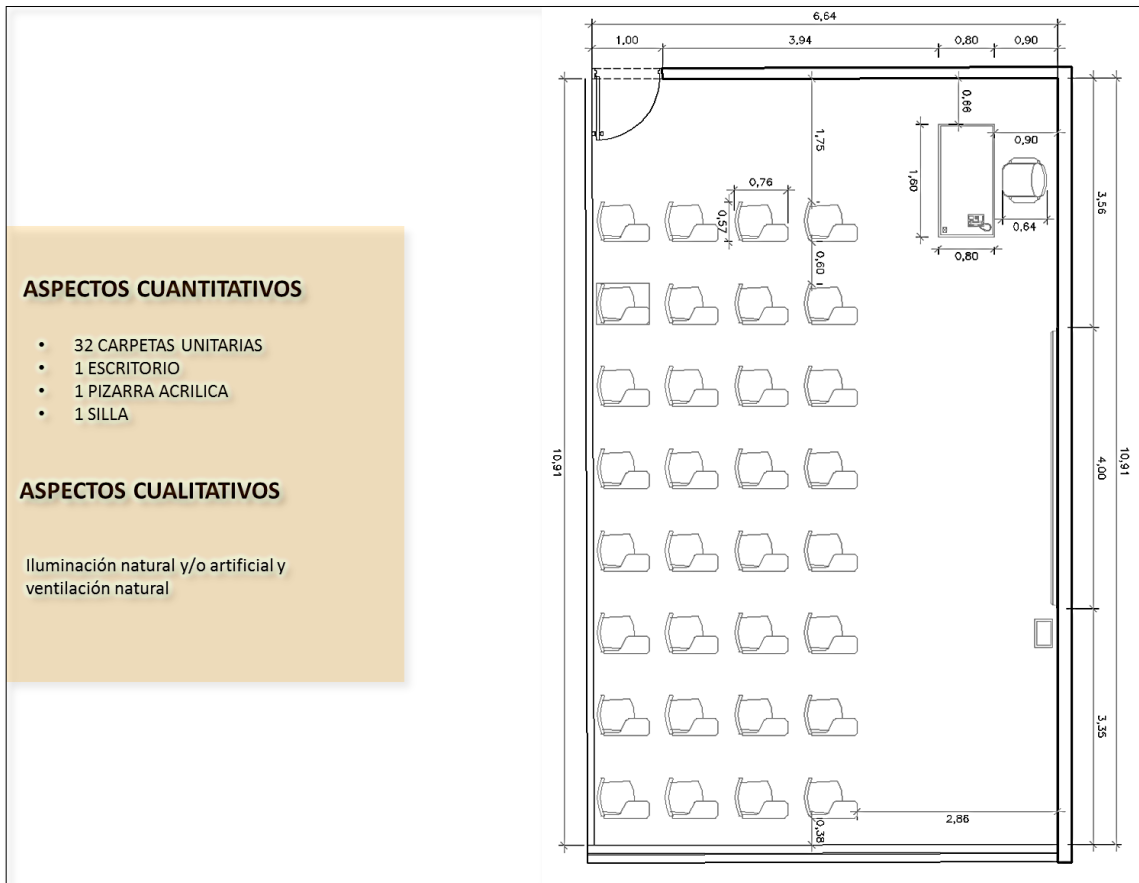 ASPECTOS CUANTITATIVOS
• 32 CARPETAS UNITARIAS
• 1 ESCRITORIO
• 1 PIZARRA ACRILICA
• 1 SILLA
ASPECTOS CUALITATIVOS
Iluminación natural y/o artificial y
ventilación natural
6,64
1,00
3,94
0,80
0,90
0,66
1,75
0,90
1,60
3,56
0,76
0,57
0,64
0,60
0,80
10,91
4,00
10,91
3,35
2,86
0,38